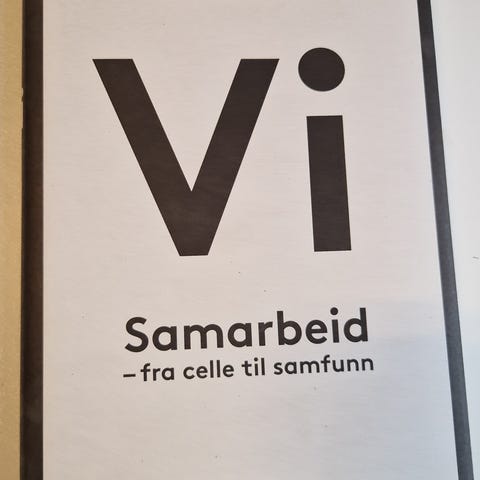 Vi
Samarbeid
– fra celle til samfunn